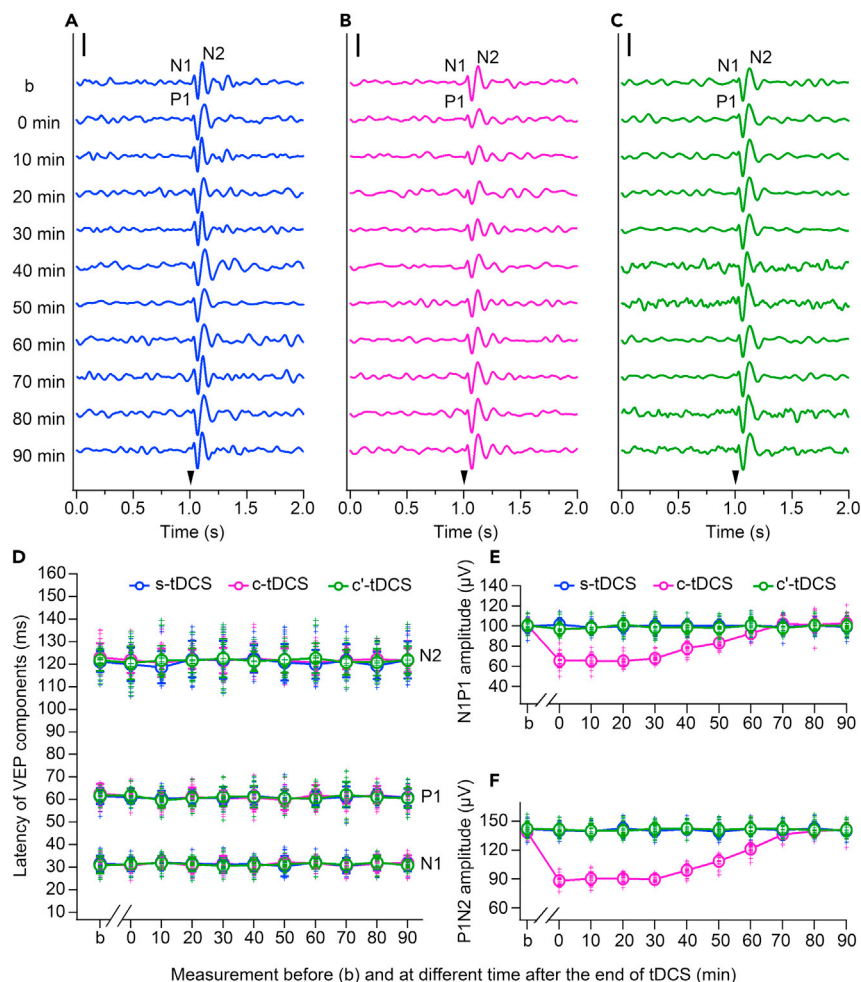 A
B
C
N1 N2
P1
N1 N2
P1
N1 N2
P1
b
0 min
10 min
20 min
30 min
40 min
50 min
60 min
70 min
80 min
90 min
0.0 0.5 1.0 1.5 2.0
0.0 0.5 1.0 1.5 2.0
0.0 0.5 1.0 1.5 2.0
Time (s)
Time (s)
Time (s)
D
s-tDCS c-tDCS c'-tDCS
Latency of VEP components (ms)
160
150
140
130
120
110
100
90
80
70
60
50
40
30
20
10
N2
P1
N1
b 0 10 20 30 40 50 60 70 80 90
E
s-tDCS c-tDCS c'-tDCS
N1P1 amplitude (µV)
140
120
100
80
60
40
b 0 10 20 30 40 50 60 70 80 90
F
P1N2 amplitude (µV)
150
120
90
60
b 0 10 20 30 40 50 60 70 80 90
Measurement before (b) and at different time after the end of tDCS (min)